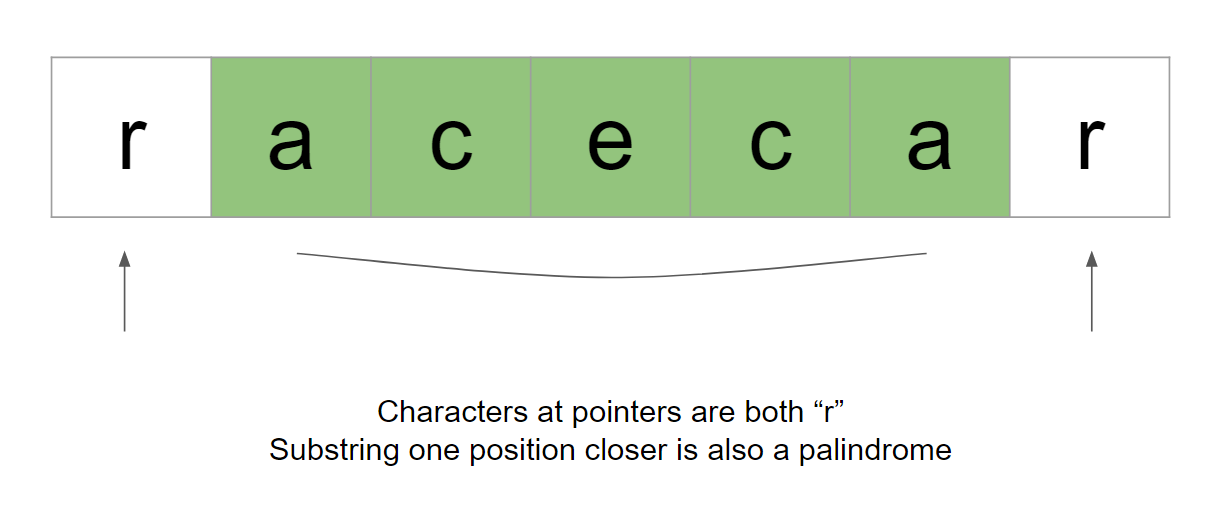 r a c e c a r
Characters at pointers are both “r”
Substring one position closer is also a palindrome